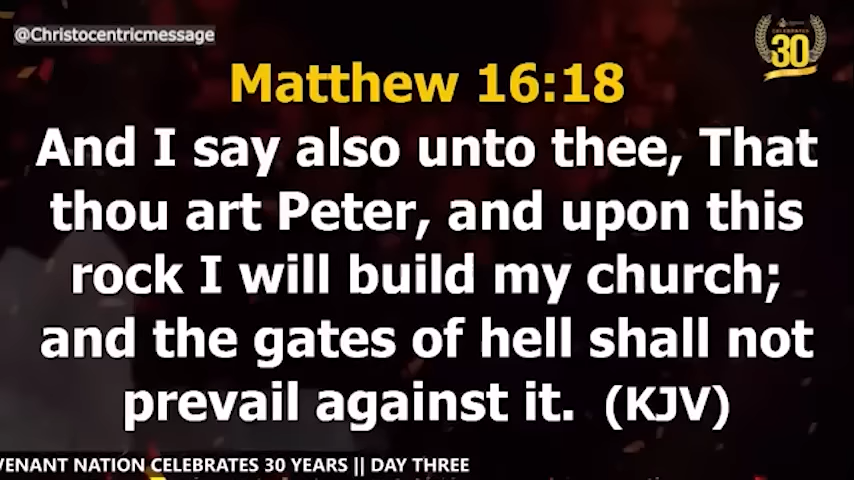 @Christocentricmessage
CELEBRATES
30
Matthew 16:18
And I say also unto thee, That
thou art Peter, and upon this
rock I will build my church;
and the gates of hell shall not
prevail against it.  (KJV)
VENANT NATION CELEBRATES 30 YEARS || DAY THREE